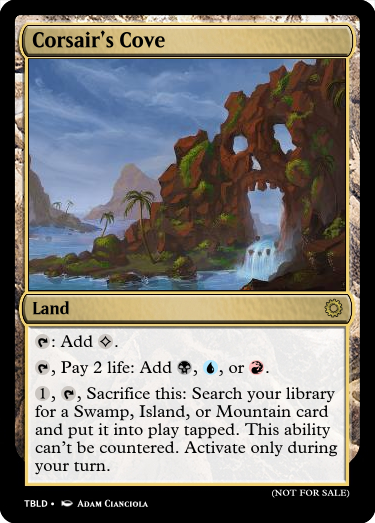 Corsair's Cove
Land
: Add .
, Pay 2 life: Add , , or .
1, , Sacrifice this: Search your library
for a Swamp, Island, or Mountain card
and put it into play tapped. This ability
can't be countered. Activate only during
your turn.
(NOT FOR SALE)
TBLD • Adam Cianciola